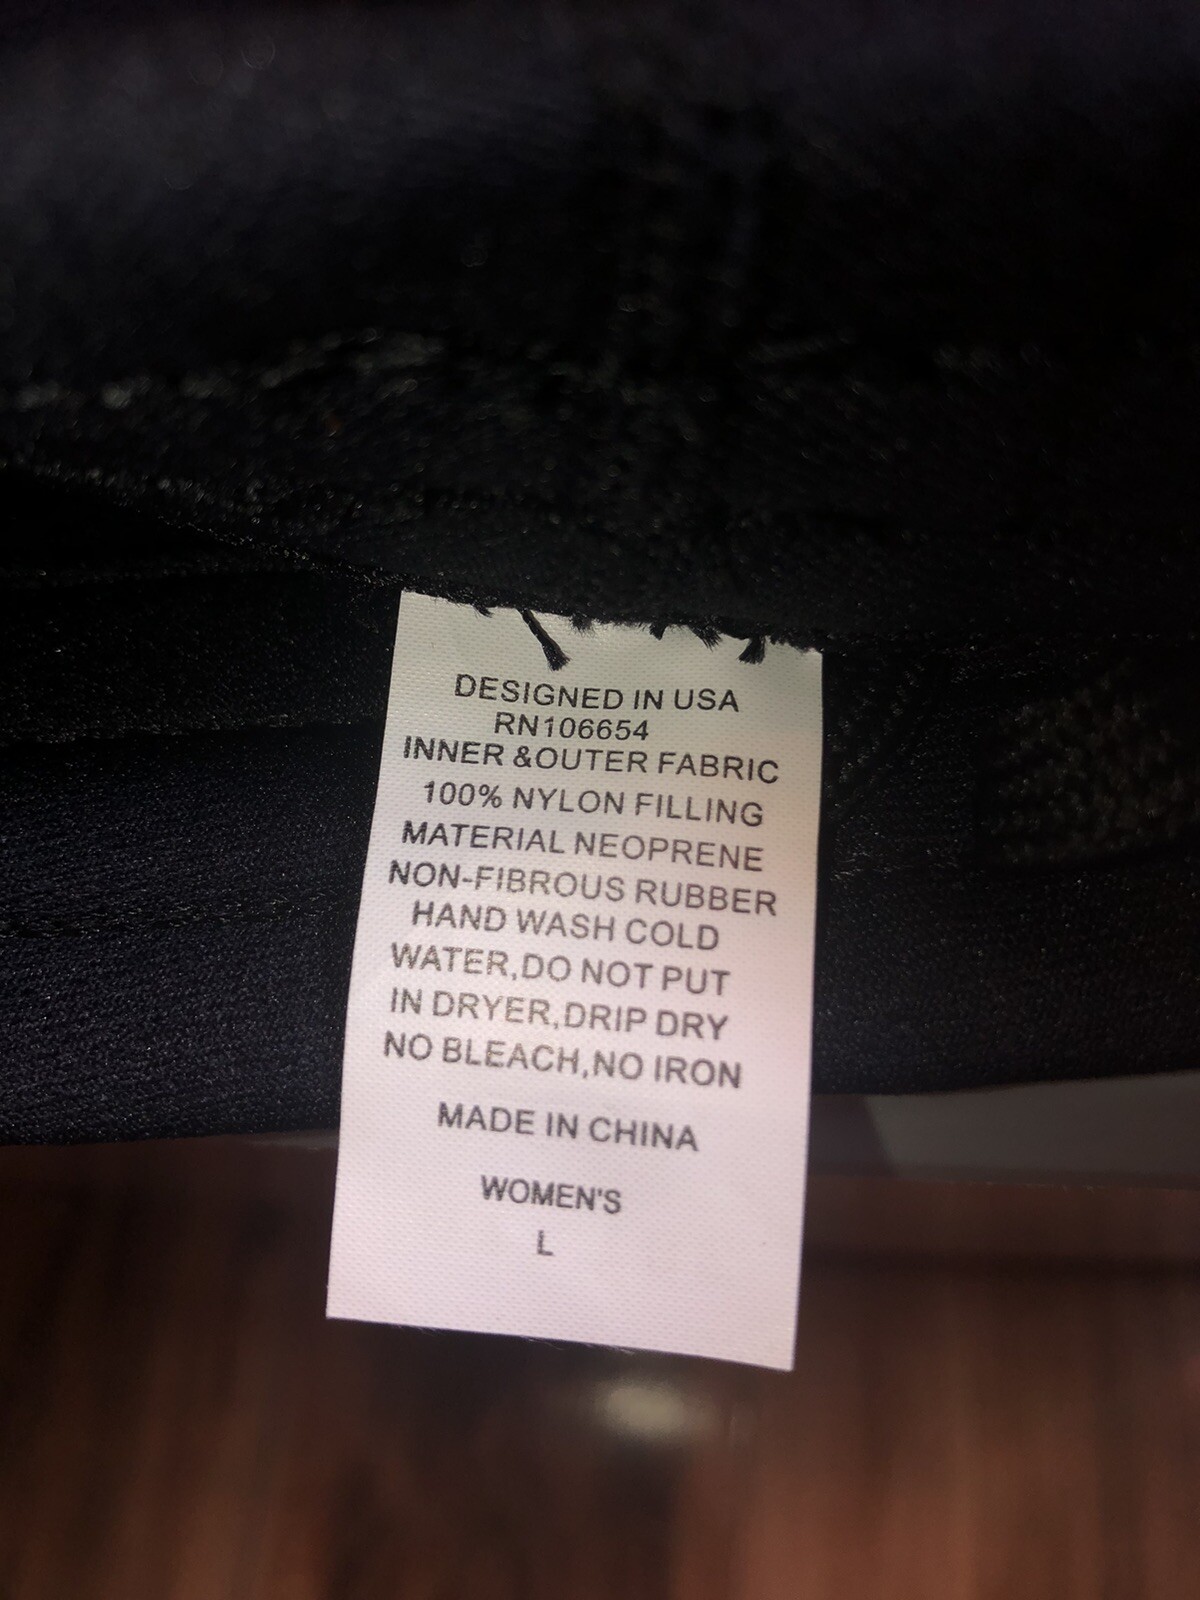 DESIGNED IN USA
RN106654
INNER &OUTER FABRIC
100% NYLON FILLING
MATERIAL NEOPRENE
NON-FIBROUS RUBBER
HAND WASH COLD
WATER,DO NOT PUT
IN DRYER,DRIP DRY
NO BLEACH,NO IRON
MADE IN CHINA
WOMEN'S
L